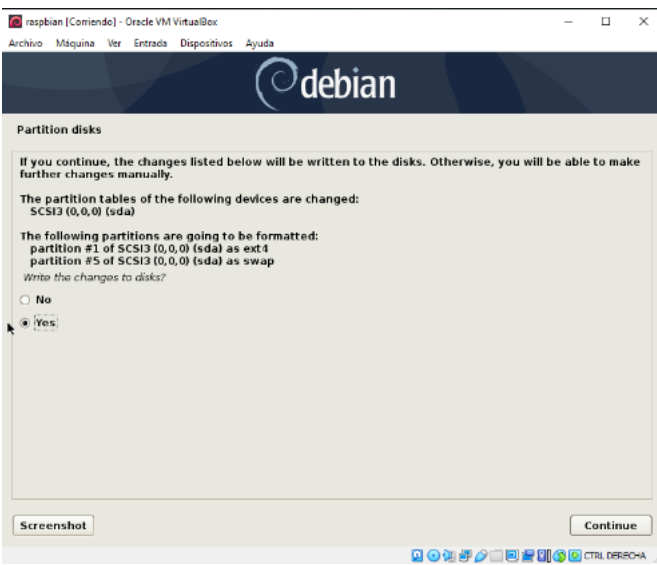 raspbian [Corriendo] - Oracle VM VirtualBox
Archivo Máquina Ver Entrada Dispositivos Ayuda
debian
Partition disks
If you continue, the changes listed below will be written to the disks. Otherwise, you will be able to make
further changes manually.
The partition tables of the following devices are changed:
SCSI3 (0,0,0) (sda)
The following partitions are going to be formatted:
partition #1 of SCSI3 (0,0,0) (sda) as ext4
partition #5 of SCSI3 (0,0,0) (sda) as swap
Write the changes to disks?
No
Yes
Screenshot Continue
CTRL DERECHA